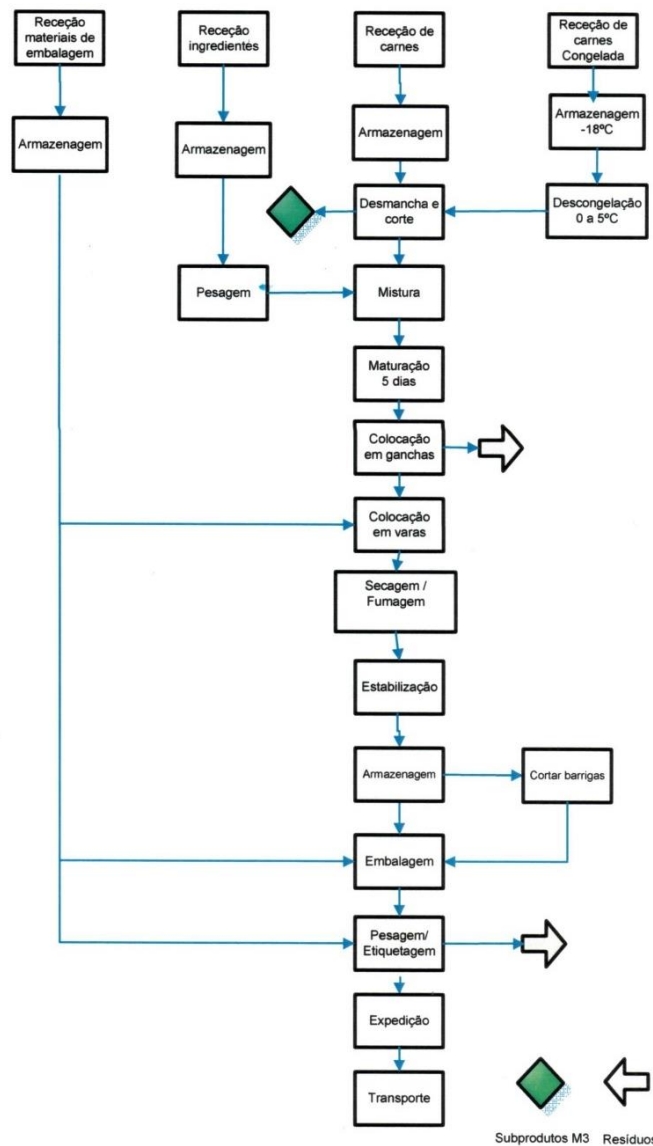 Receção
materiais de
embalagem
Receção
ingredientes
Receção
de carnes
Receção
de carnes
Congelada
Armazenagem
Armazenagem
Armazenagem
Armazenagem
-18ºC
Desmancha e
corte
Descongelação
0 a 5ºC
Pesagem
Mistura
Maturação
5 dias
Colocação
em ganchas
Colocação
em varas
Secagem /
Fumagem
Estabilização
Armazenagem
Cortar barrigas
Embalagem
Pesagem/
Etiquetagem
Expedição
Transporte
Subprodutos M3
Resíduos